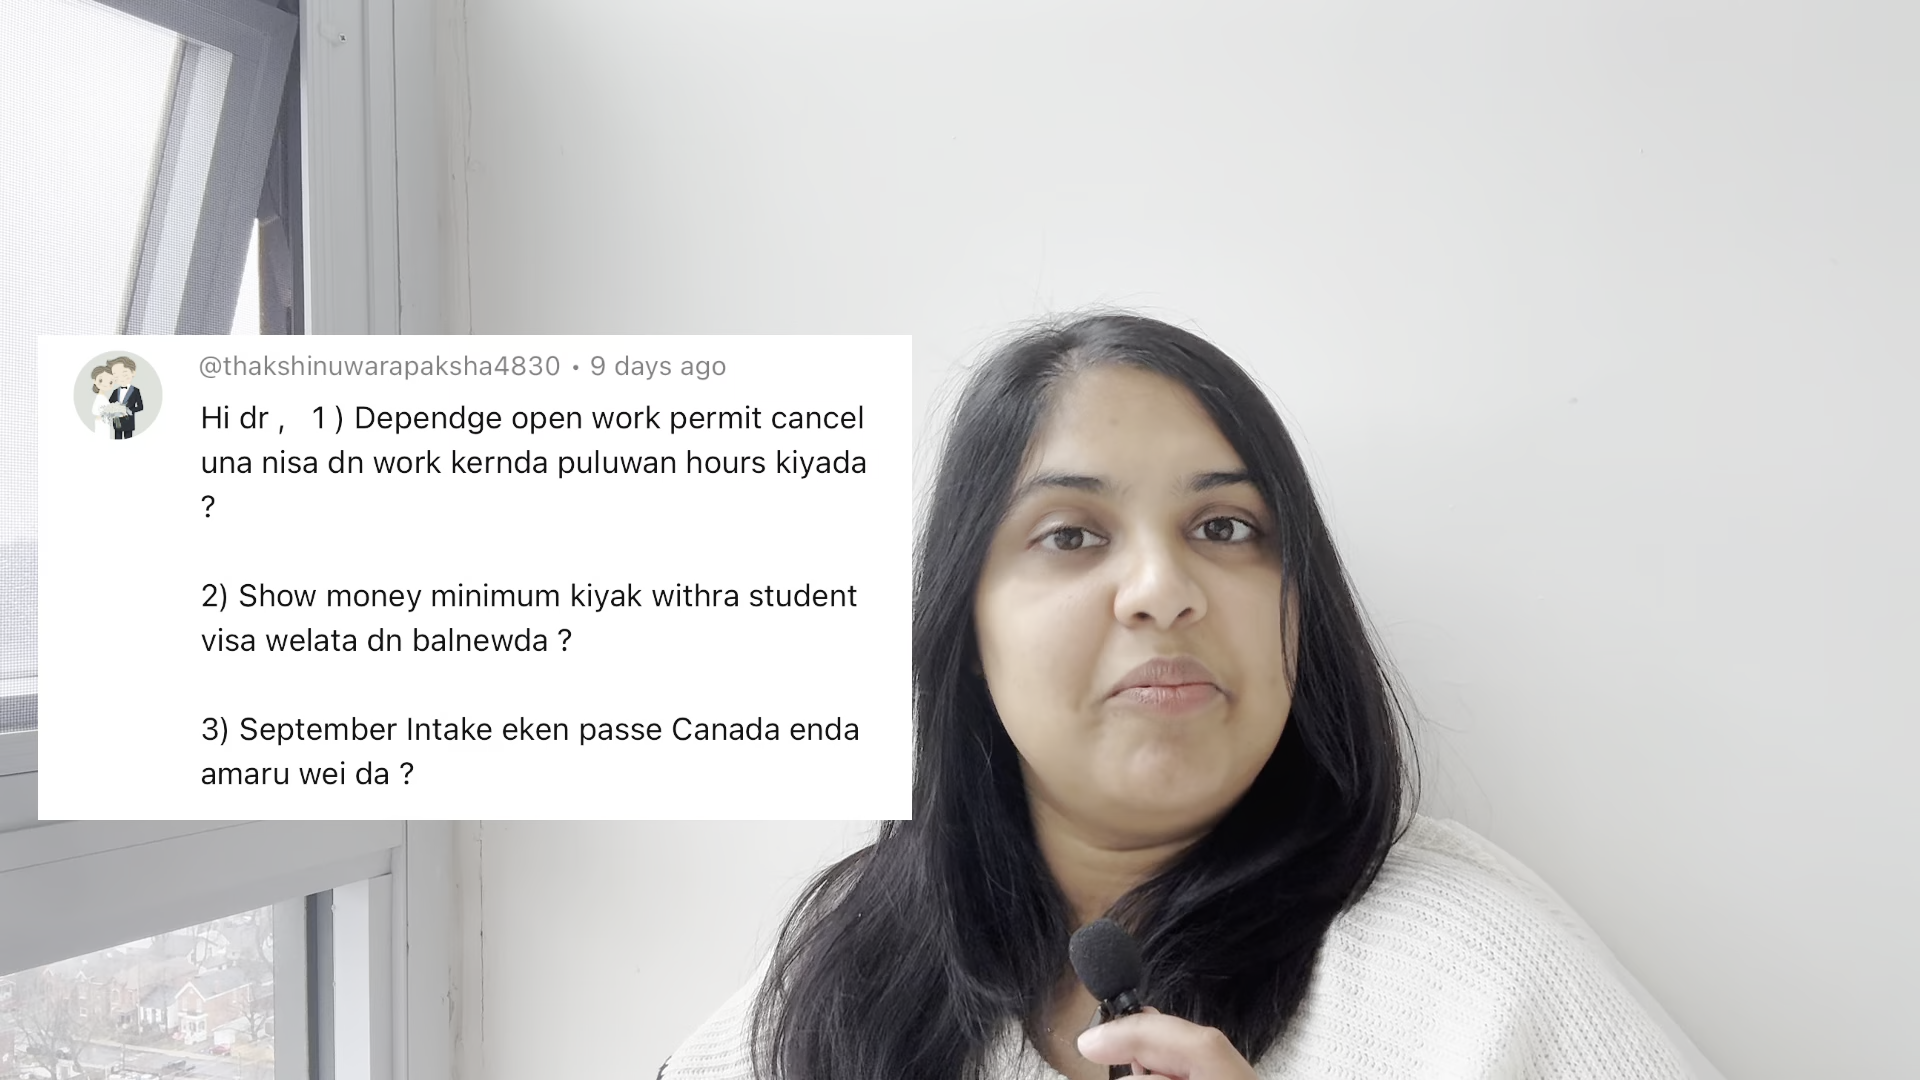 @thakshinuwarapaksha4830 • 9 days ago
Hi dr , 1 ) Dependge open work permit cancel
una nisa dn work kernda puluwan hours kiyada
?
2) Show money minimum kiyak withra student
visa welata dn balnewda ?
3) September Intake eken passe Canada enda
amaru wei da ?